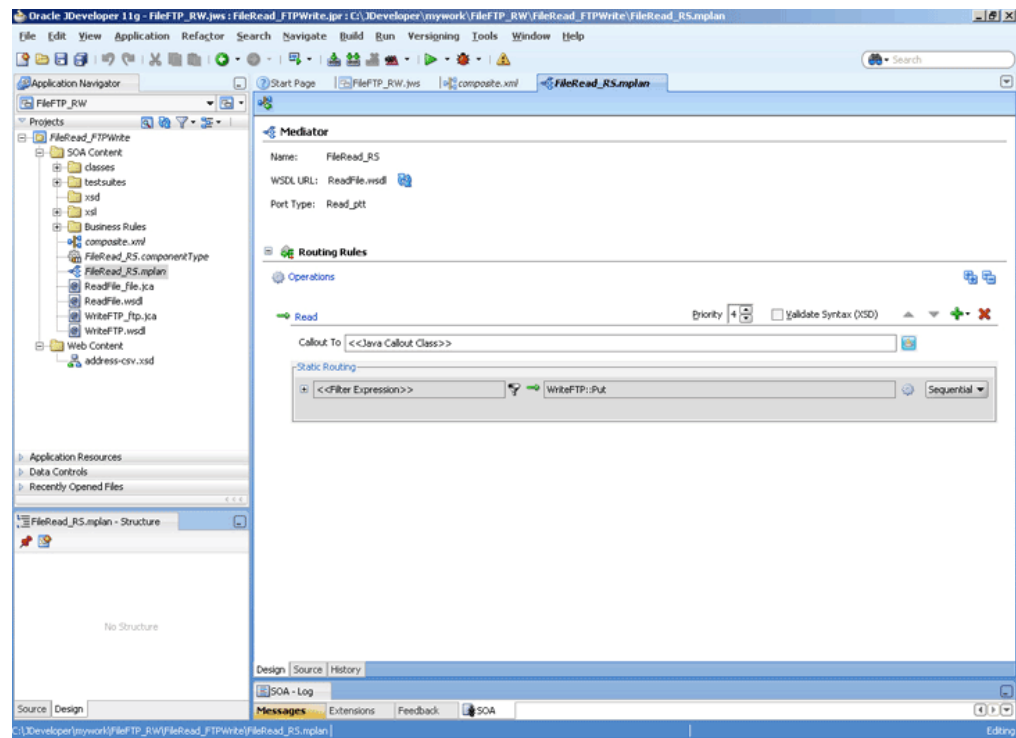 Oracle JDeveloper 11g - FileFTP_RW.jws : FileRead_FTPWrite.jpr : C:\JDeveloper\mywork\FileFTP_RW\FileRead_FTPWrite\FileRead_RS.mplan
File Edit View Application Refactor Search Navigate Build Run Versioning Tools Window Help
Search
Application Navigator
Start Page FileFTP_RW.jws composite.xml FileRead_RS.mplan
FileFTP_RW
Projects
FileRead_FTPWrite
SOA Content
classes
testsuites
xsd
xsl
Business Rules
composite.xml
FileRead_RS.componentType
FileRead_RS.mplan
ReadFile_file.jca
ReadFile.wsdl
WriteFTP_ftp.jca
WriteFTP.wsdl
Web Content
address-csv.xsd
Application Resources
Data Controls
Recently Opened Files
Mediator
Name: FileRead_RS
WSDL URL: ReadFile.wsdl
Port Type: Read_ptt
Routing Rules
Operations
Read Priority 4 Validate Syntax (XSD)
Callout To <<Java Callout Class>>
Static Routing
<<Filter Expression>> WriteFTP::Put Sequential
FileRead_RS.mplan - Structure
No Structure
Source Design
Design Source History
SOA - Log
Messages Extensions Feedback SOA
C:\JDeveloper\mywork\FileFTP_RW\FileRead_FTPWrite\FileRead_RS.mplan Editing